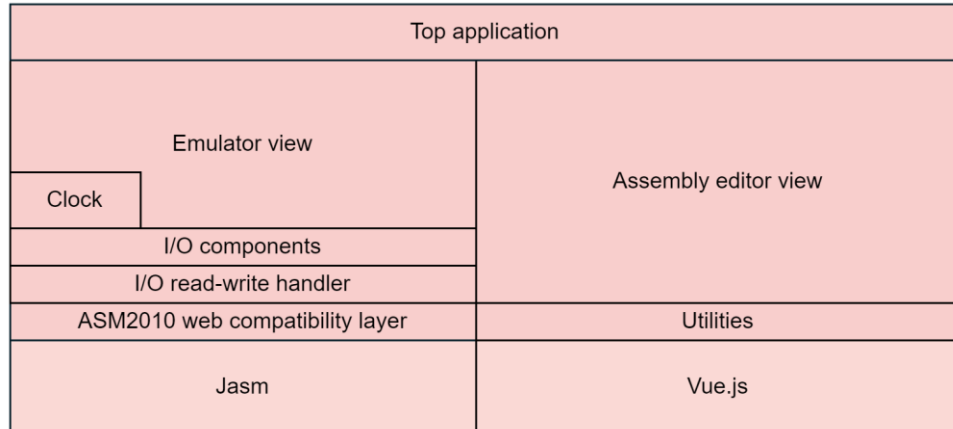 Top application
Emulator view
Assembly editor view
Clock
I/O components
I/O read-write handler
ASM2010 web compatibility layer
Utilities
Jasm
Vue.js